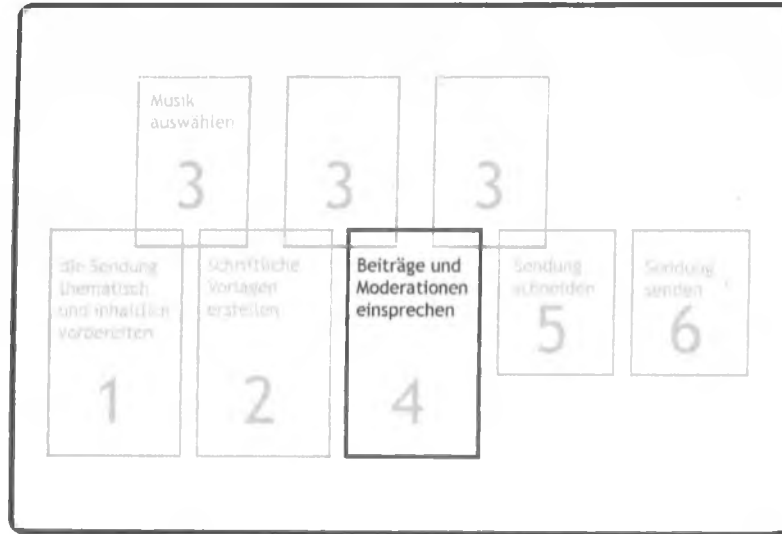 Musik
auswählen
3
3
3
die Sendung
thematisch
und inhaltlich
vorbereiten
1
schriftliche
Vorlagen
erstellen
2
Beiträge und
Moderationen
einsprechen
4
Sendung
schneiden
5
Sendung
senden
6